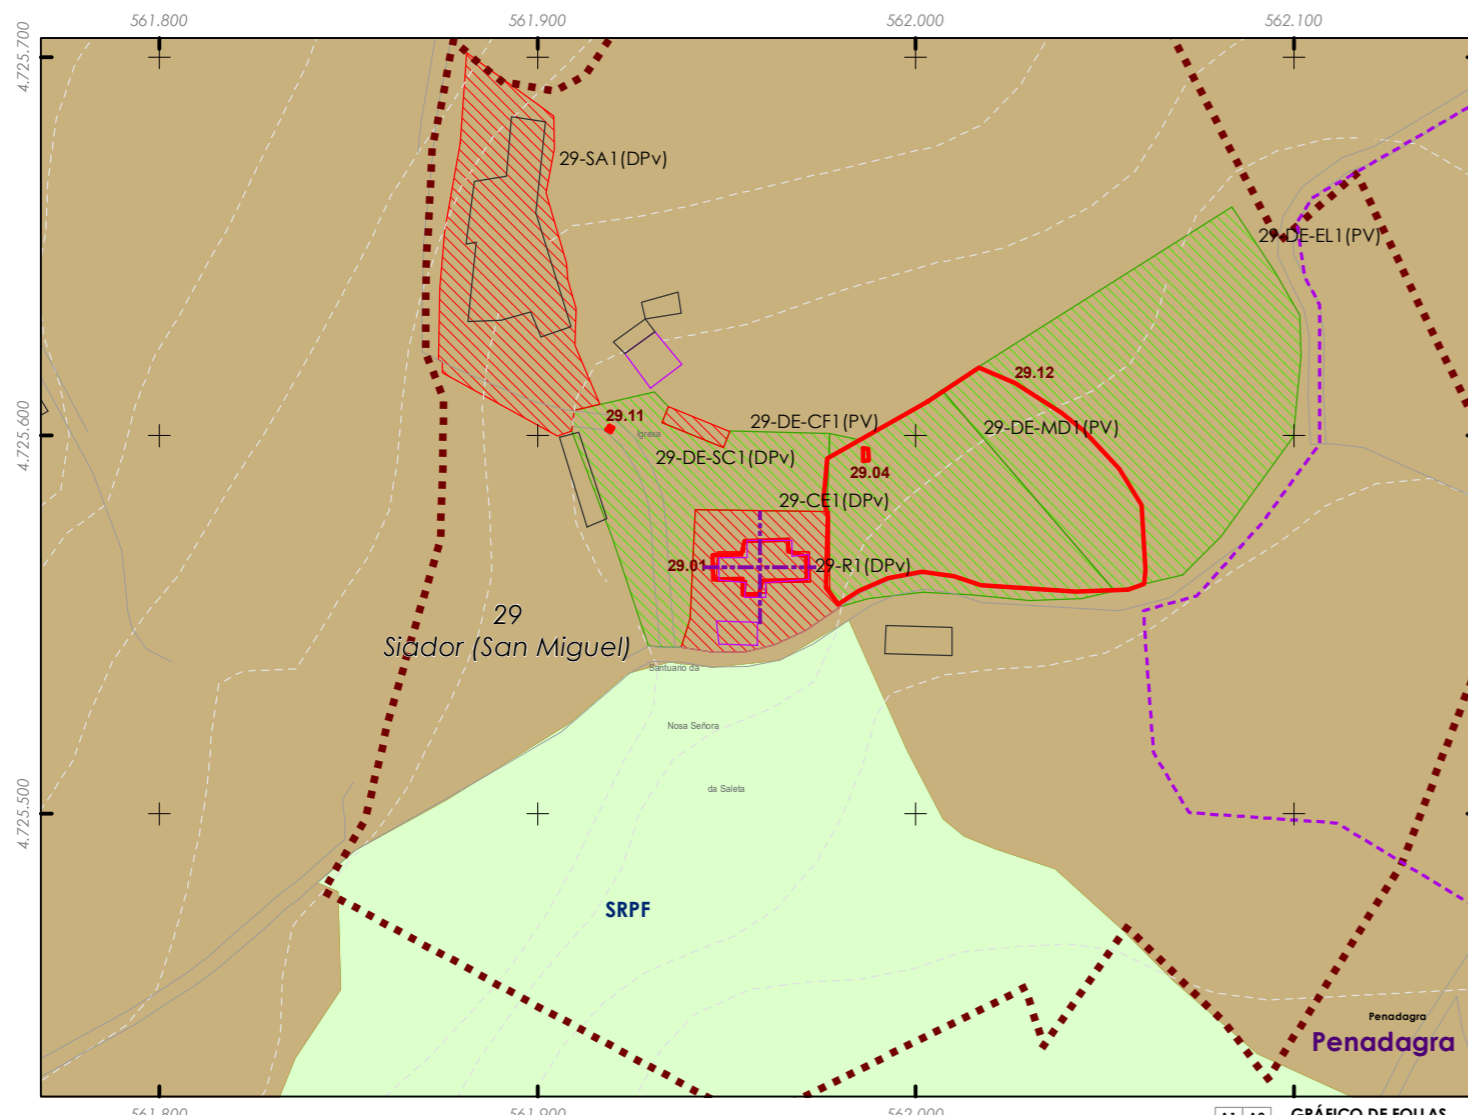 561.800
561.900
562.000
562.100
4.725.700
29-SA1(DPv)
29-DE-EL1(PV)
29.12
4.725.600
29.11
Igrexa
29-DE-CF1(PV)
29-DE-MD1(PV)
29-DE-SC1(DPv)
29.04
29-CE1(DPv)
29.01
29-R1(DPv)
29
Siador (San Miguel)
Santuario da
Nosa Señora
da Saleta
4.725.500
SRPF
Penadagra
Penadagra
561.800
561.900
562.000
GRÁFICO DE FOLLAS